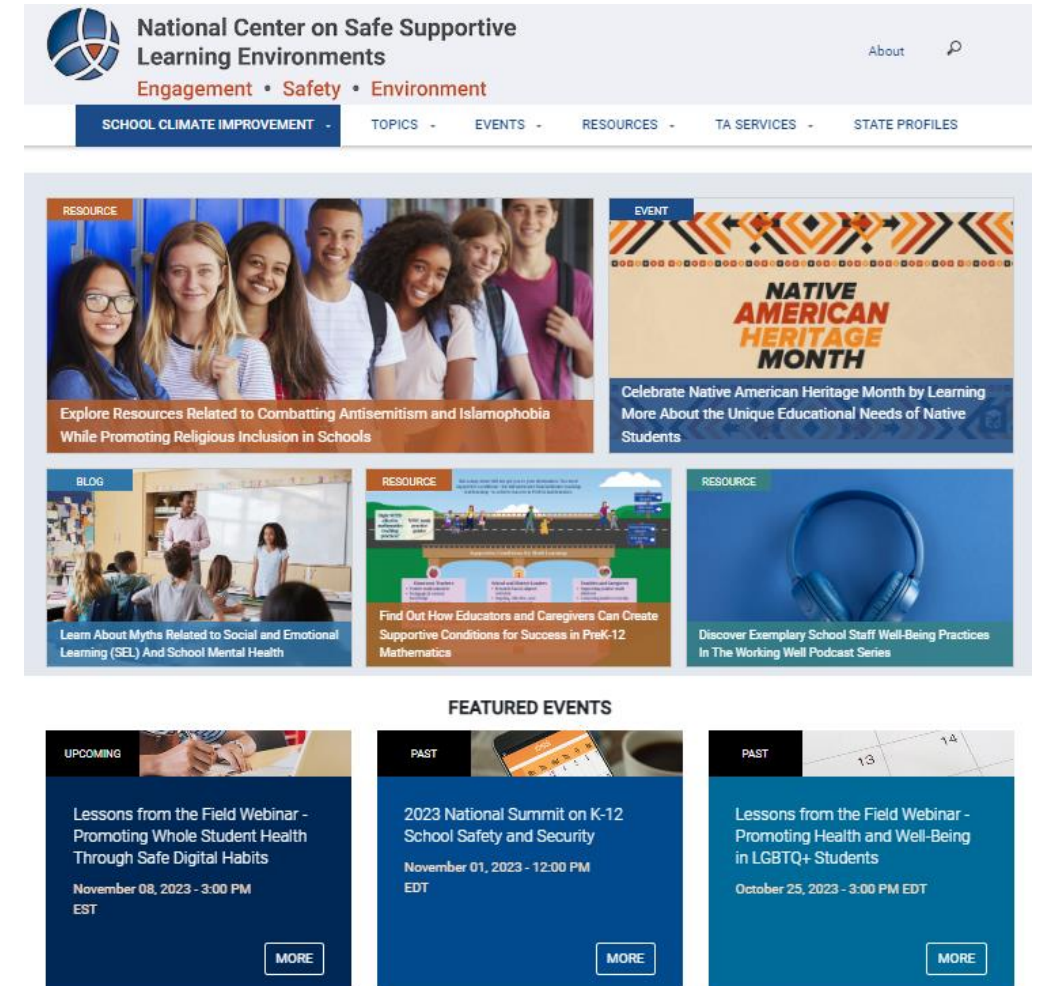 National Center on Safe Supportive
Learning Environments
Engagement • Safety • Environment
About
SCHOOL CLIMATE IMPROVEMENT
TOPICS
EVENTS
RESOURCES
TA SERVICES
STATE PROFILES
RESOURCE
Explore Resources Related to Combatting Antisemitism and Islamophobia
While Promoting Religious Inclusion in Schools
EVENT
NATIVE
AMERICAN
HERITAGE
MONTH
Celebrate Native American Heritage Month by Learning
More About the Unique Educational Needs of Native
Students
BLOG
Learn About Myths Related to Social and Emotional
Learning (SEL) And School Mental Health
RESOURCE
Find Out How Educators and Caregivers Can Create
Supportive Conditions for Success in PreK-12
Mathematics
RESOURCE
Discover Exemplary School Staff Well-Being Practices
In The Working Well Podcast Series
FEATURED EVENTS
UPCOMING
Lessons from the Field Webinar -
Promoting Whole Student Health
Through Safe Digital Habits
November 08, 2023 - 3:00 PM
EST
MORE
PAST
2023 National Summit on K-12
School Safety and Security
November 01, 2023 - 12:00 PM
EDT
MORE
PAST
13
14
Lessons from the Field Webinar -
Promoting Health and Well-Being
in LGBTQ+ Students
October 25, 2023 - 3:00 PM EDT
MORE